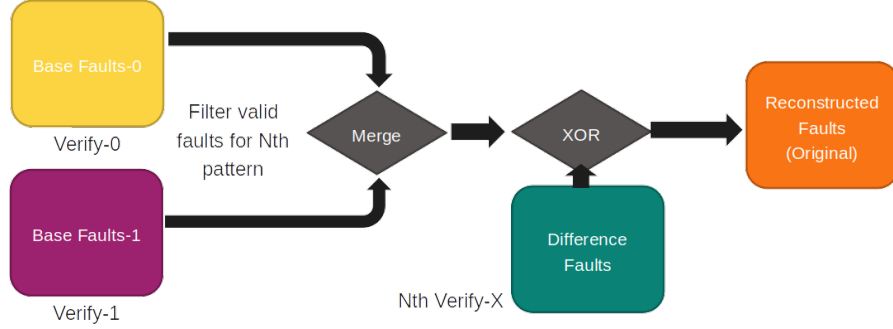 Base Faults-0
Verify-0
Filter valid
faults for Nth
pattern
Base Faults-1
Verify-1
Merge
XOR
Difference
Faults
Nth Verify-X
Reconstructed
Faults
(Original)